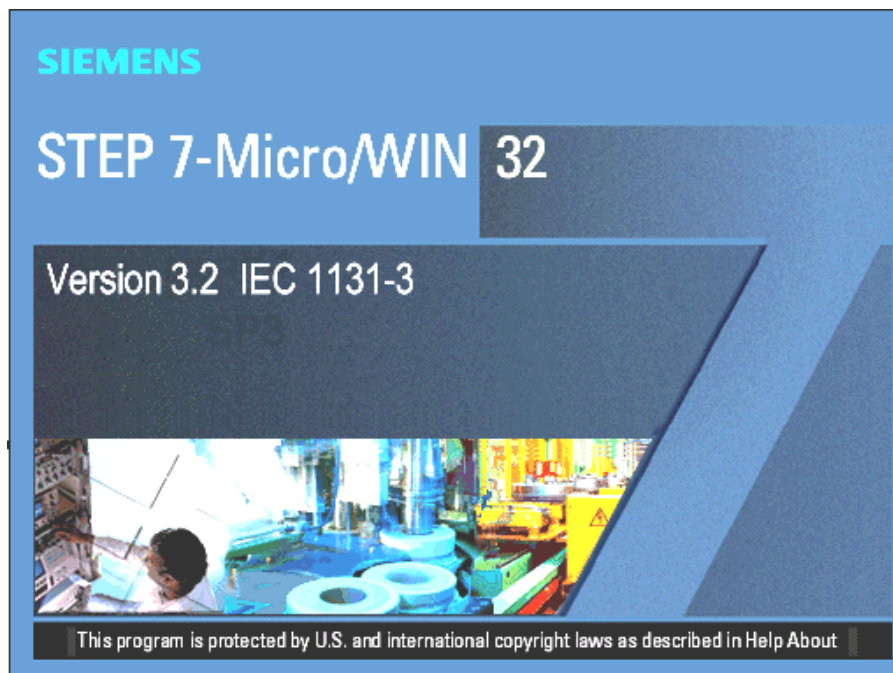 SIEMENS
STEP 7-Micro/WIN 32
Version 3.2 IEC 1131-3
SP3
This program is protected by U.S. and international copyright laws as described in Help About